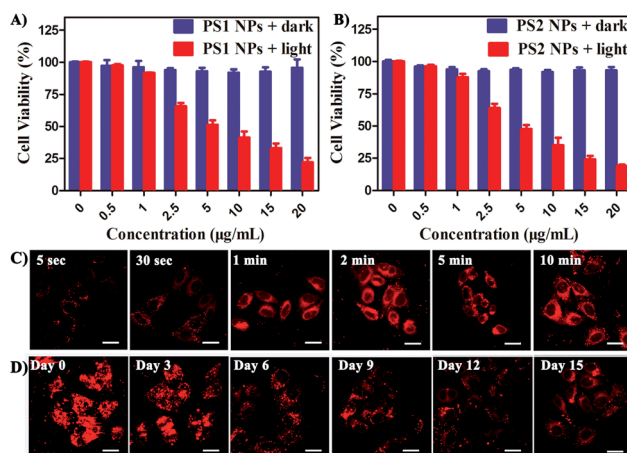 A)
PS1 NPs + dark
PS1 NPs + light
Cell Viability (%)
125
100
75
50
25
0
0 0.5 1 2.5 5 10 15 20
Concentration (µg/mL)
B)
PS2 NPs + dark
PS2 NPs + light
Cell Viability (%)
125
100
75
50
25
0
0 0.5 1 2.5 5 10 15 20
Concentration (µg/mL)
C) 5 sec 30 sec 1 min 2 min 5 min 10 min
D) Day 0 Day 3 Day 6 Day 9 Day 12 Day 15